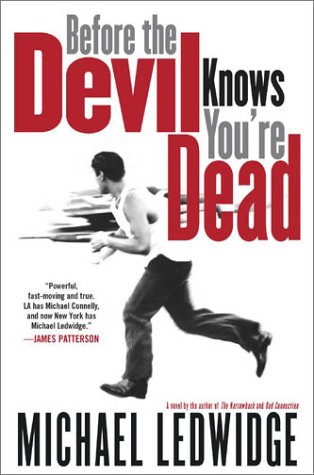 Before the
Devil Knows
You're
Dead
"Powerful,
fast-moving and true.
LA has Michael Connelly,
and now New York has
Michael Ledwidge."
—JAMES PATTERSON
A novel by the author of The Narrowback and Bad Connection
MICHAEL LEDWIDGE